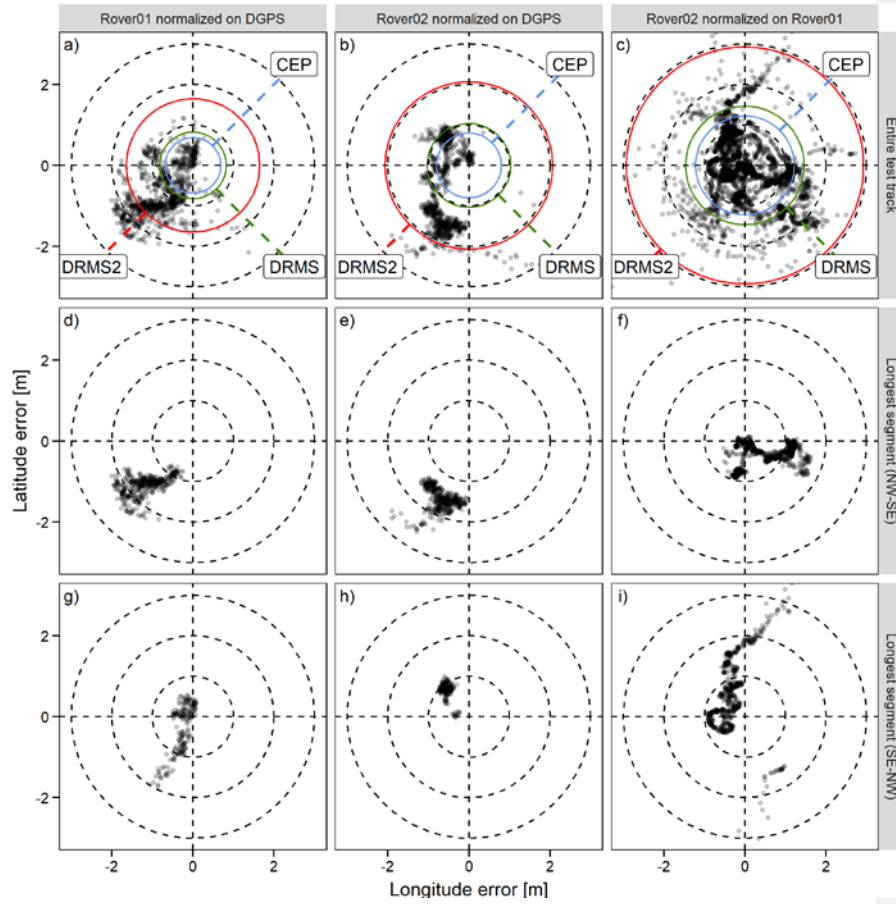 Rover01 normalized on DGPS
Rover02 normalized on DGPS
Rover02 normalized on Rover01
a)
CEP
DRMS2
DRMS
b)
CEP
DRMS2
DRMS
c)
CEP
DRMS2
DRMS
2
0
-2
Entire test track
d)
e)
f)
2
0
-2
Longest segment (NW-SE)
g)
h)
i)
2
0
-2
Longest segment (SE-NW)
Latitude error [m]
-2
0
2
-2
0
2
-2
0
2
Longitude error [m]